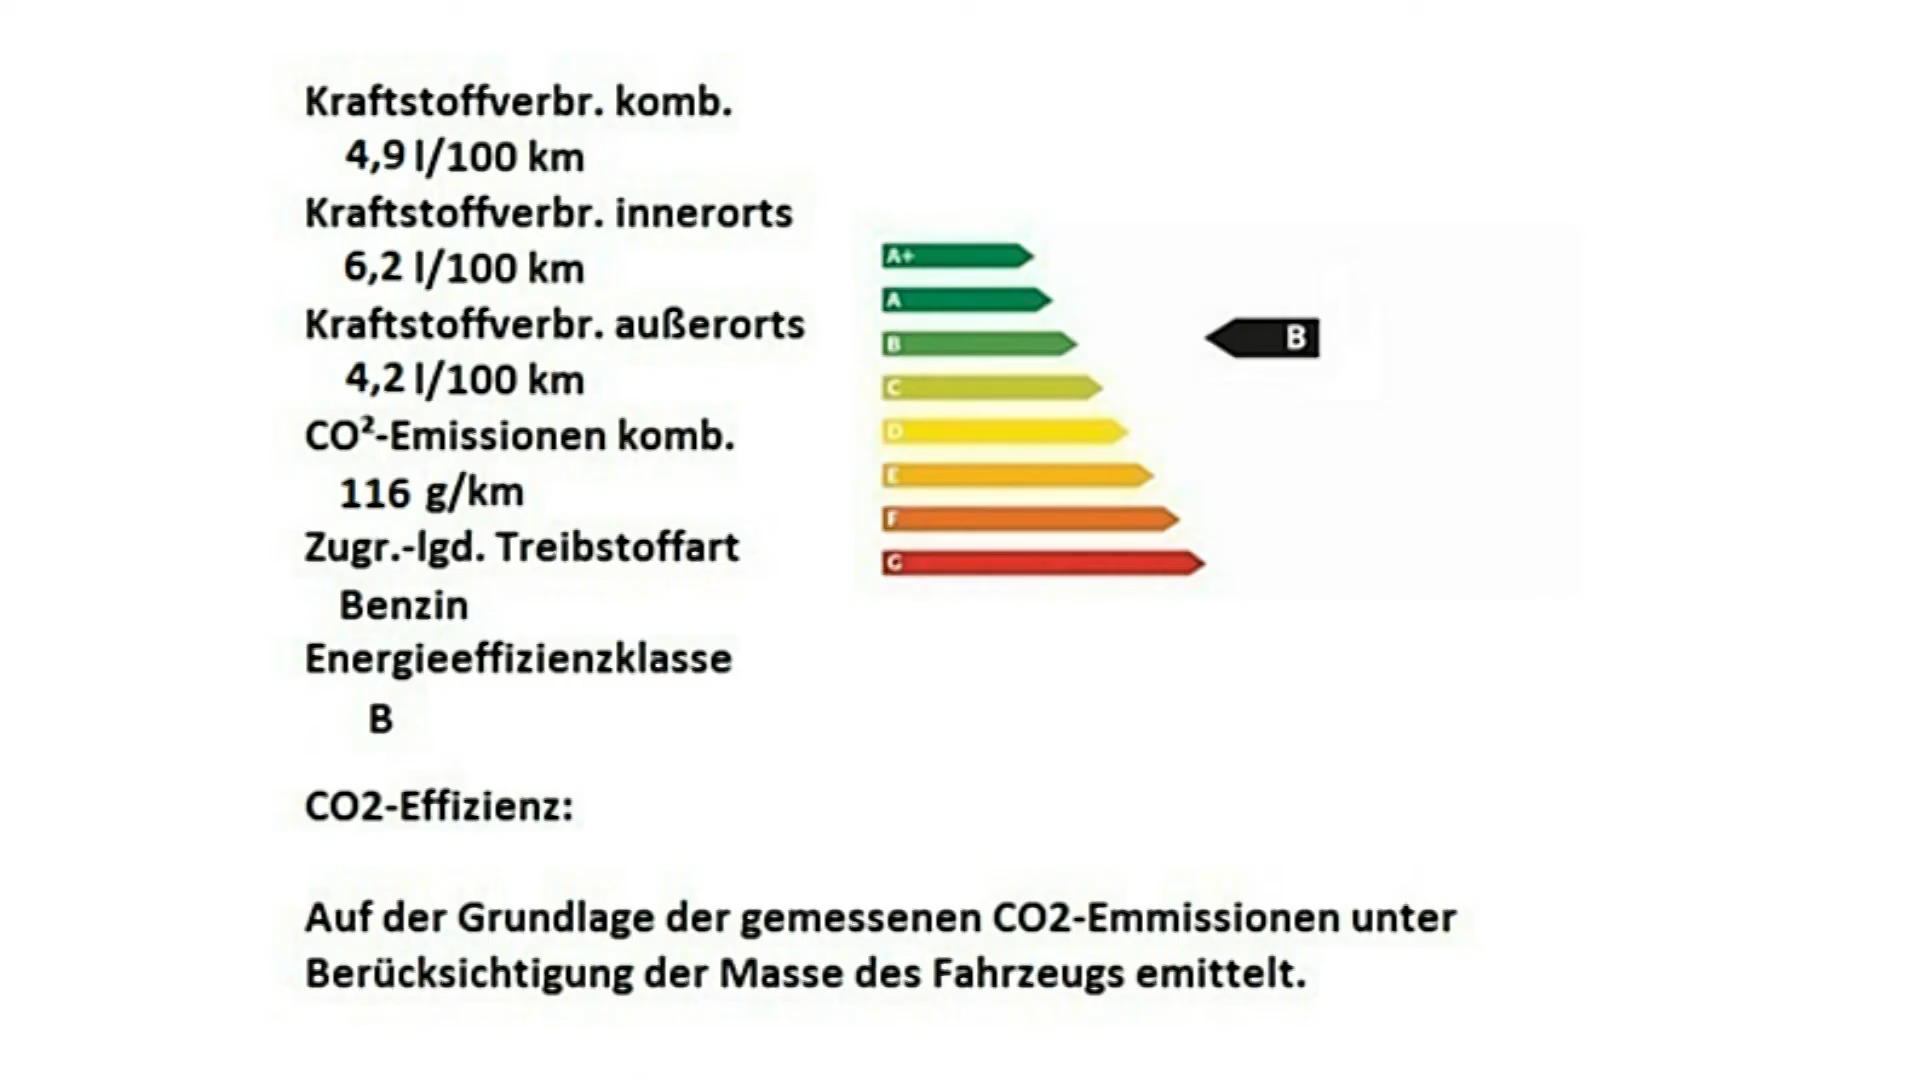 Kraftstoffverbr. komb.
4,9 l/100 km
Kraftstoffverbr. innerorts
6,2 l/100 km
Kraftstoffverbr. außerorts
4,2 l/100 km
CO²-Emissionen komb.
116 g/km
Zugr.-lgd. Treibstoffart
Benzin
Energieeffizienzklasse
B
A+
A
B
C
D
E
F
G
B
CO2-Effizienz:
Auf der Grundlage der gemessenen CO2-Emmissionen unter
Berücksichtigung der Masse des Fahrzeugs emittelt.